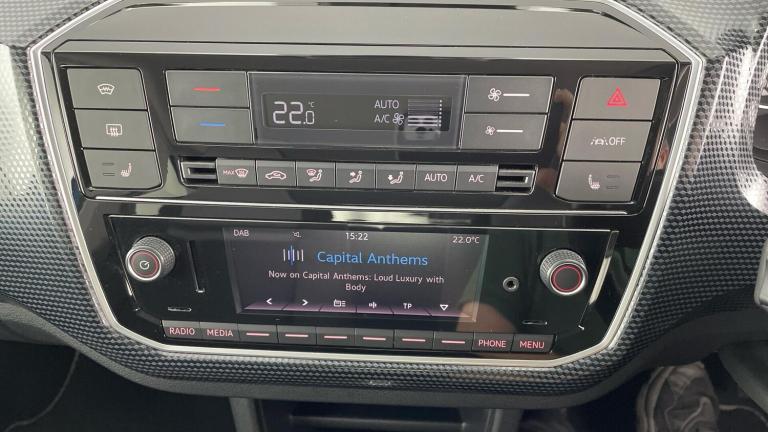 22.0 °C AUTO
A/C
OFF
MAX AUTO A/C
DAB 15:22 22.0°C
Capital Anthems
Now on Capital Anthems: Loud Luxury with
Body
TP
RADIO MEDIA PHONE MENU